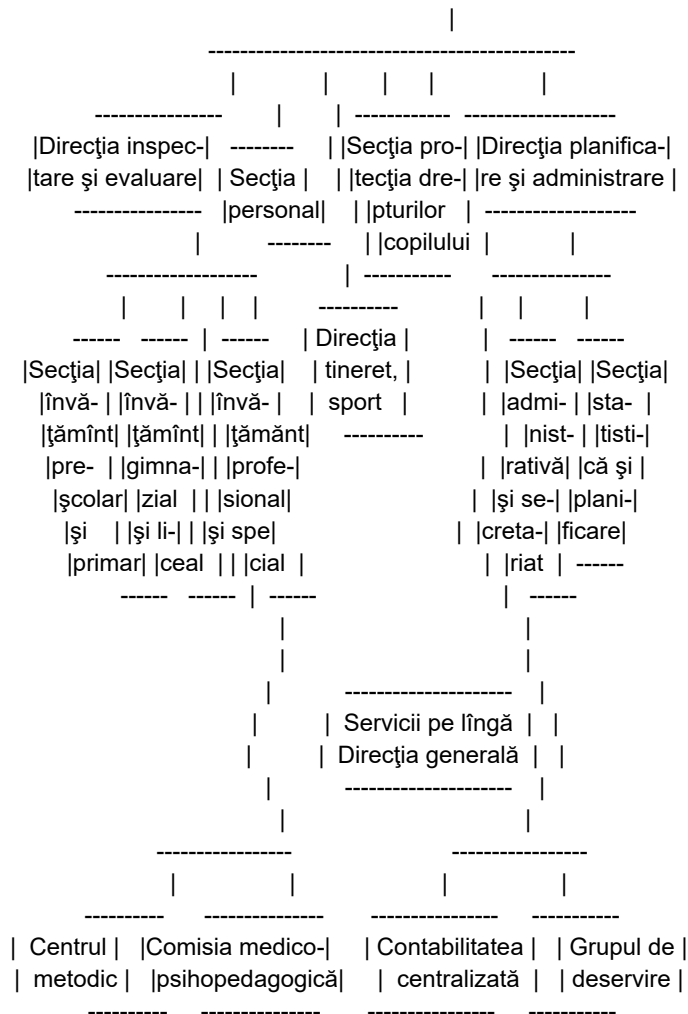 |
----------------------------------------------
| | | | |
---------------- | | ------------ -------------------
|Direcţia inspec-| -------- | |Secţia pro-| |Direcţia planifica-|
|tare şi evaluare| | Secţia | | |tecţia dre-| |re şi administrare |
---------------- |personal| | |pturilor | -------------------
| -------- | |copilului | |
------------------- | ----------- ---------------
| | | | ---------- | | |
------ ------ | ------ | Direcţia | | ------ ------
|Secţia| |Secţia| | |Secţia| | tineret, | | |Secţia| |Secţia|
|învă- | |învă- | | |învă- | | sport | | |admi- | |sta- |
|ţămînt| |ţămînt| | |ţământ| ---------- | |nist- | |tisti-|
|pre- | |gimna-| | |profe-| | |rativă| |că şi |
|şcolar| |zial | | |sional| | |şi se-| |plani-|
|şi | |şi li-| | |şi spe| | |creta-| |ficare|
|primar| |ceal | | |cial | | |riat | ------
------ ------ | ------ | ------
| |
| |
| --------------------- |
| | Servicii pe lîngă | |
| | Direcţia generală | |
| --------------------- |
| |
----------------- -----------------
| | | |
---------- --------------- ---------------- -----------
| Centrul | |Comisia medico-| | Contabilitatea | | Grupul de |
| metodic | |psihopedagogică| | centralizată | | deservire |
---------- --------------- ---------------- -----------